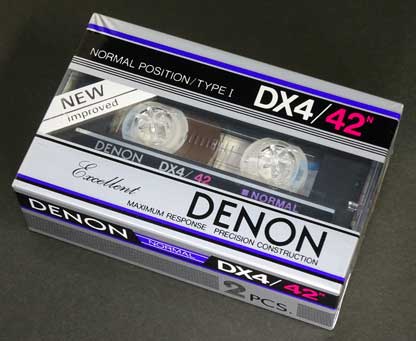 NORMAL POSITION/TYPE I
DX4/42N
NEW
improved
DENON DX4/42
■ NORMAL
Excellent
DENON
MAXIMUM RESPONSE PRECISION CONSTRUCTION
DENON NORMAL DX4/42N
2 PCS.